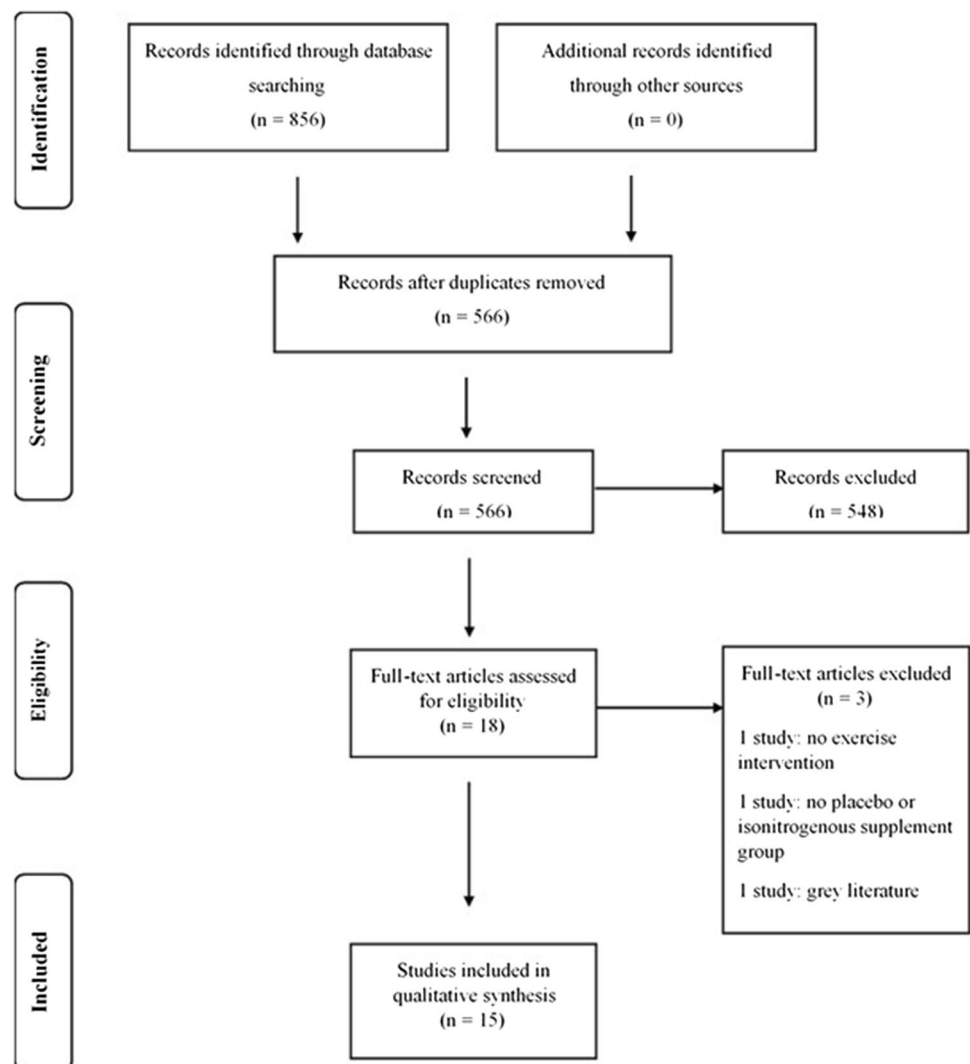 Identification
Records identified through database
searching
(n = 856)
Additional records identified
through other sources
(n = 0)
Records after duplicates removed
(n = 566)
Screening
Records screened
(n = 566)
Records excluded
(n = 548)
Eligibility
Full-text articles assessed
for eligibility
(n = 18)
Full-text articles excluded
(n = 3)
1 study: no exercise
intervention
1 study: no placebo or
isonitrogenous supplement
group
1 study: grey literature
Included
Studies included in
qualitative synthesis
(n = 15)